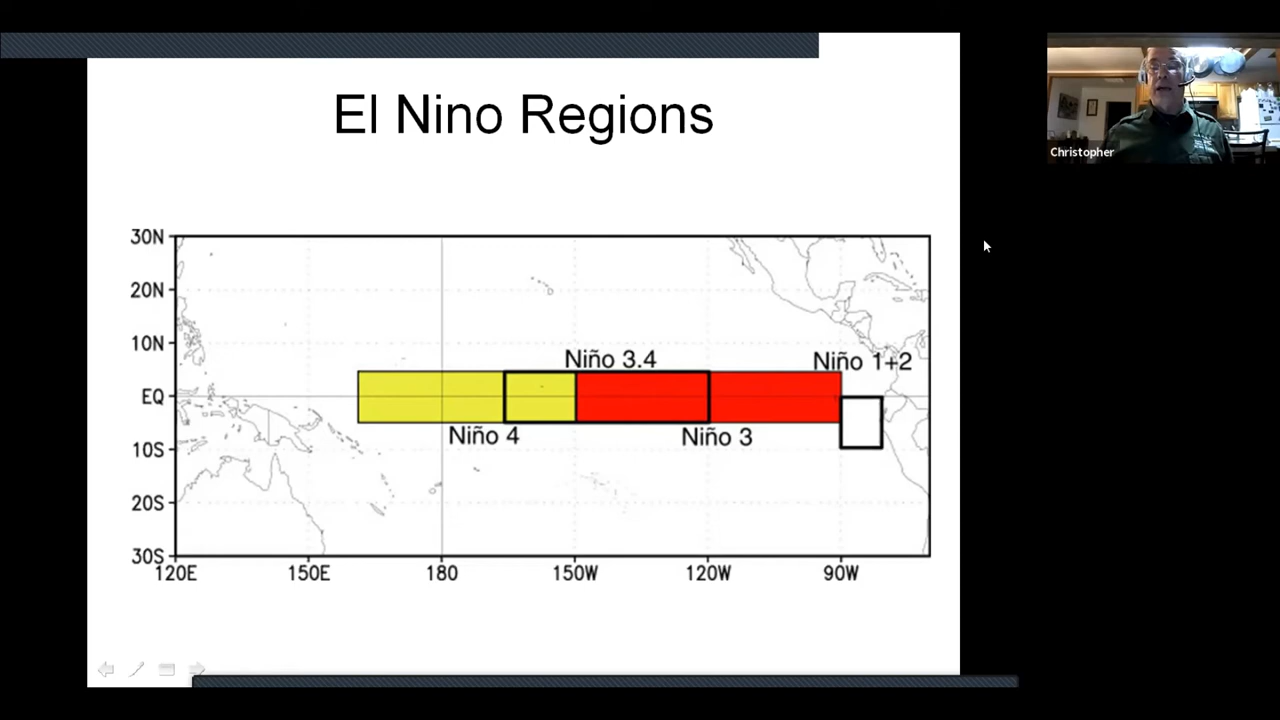 El Nino Regions
Christopher
30N
20N
10N
EQ
10S
20S
30S
Niño 3.4
Niño 1+2
Niño 4
Niño 3
120E 150E 180 150W 120W 90W